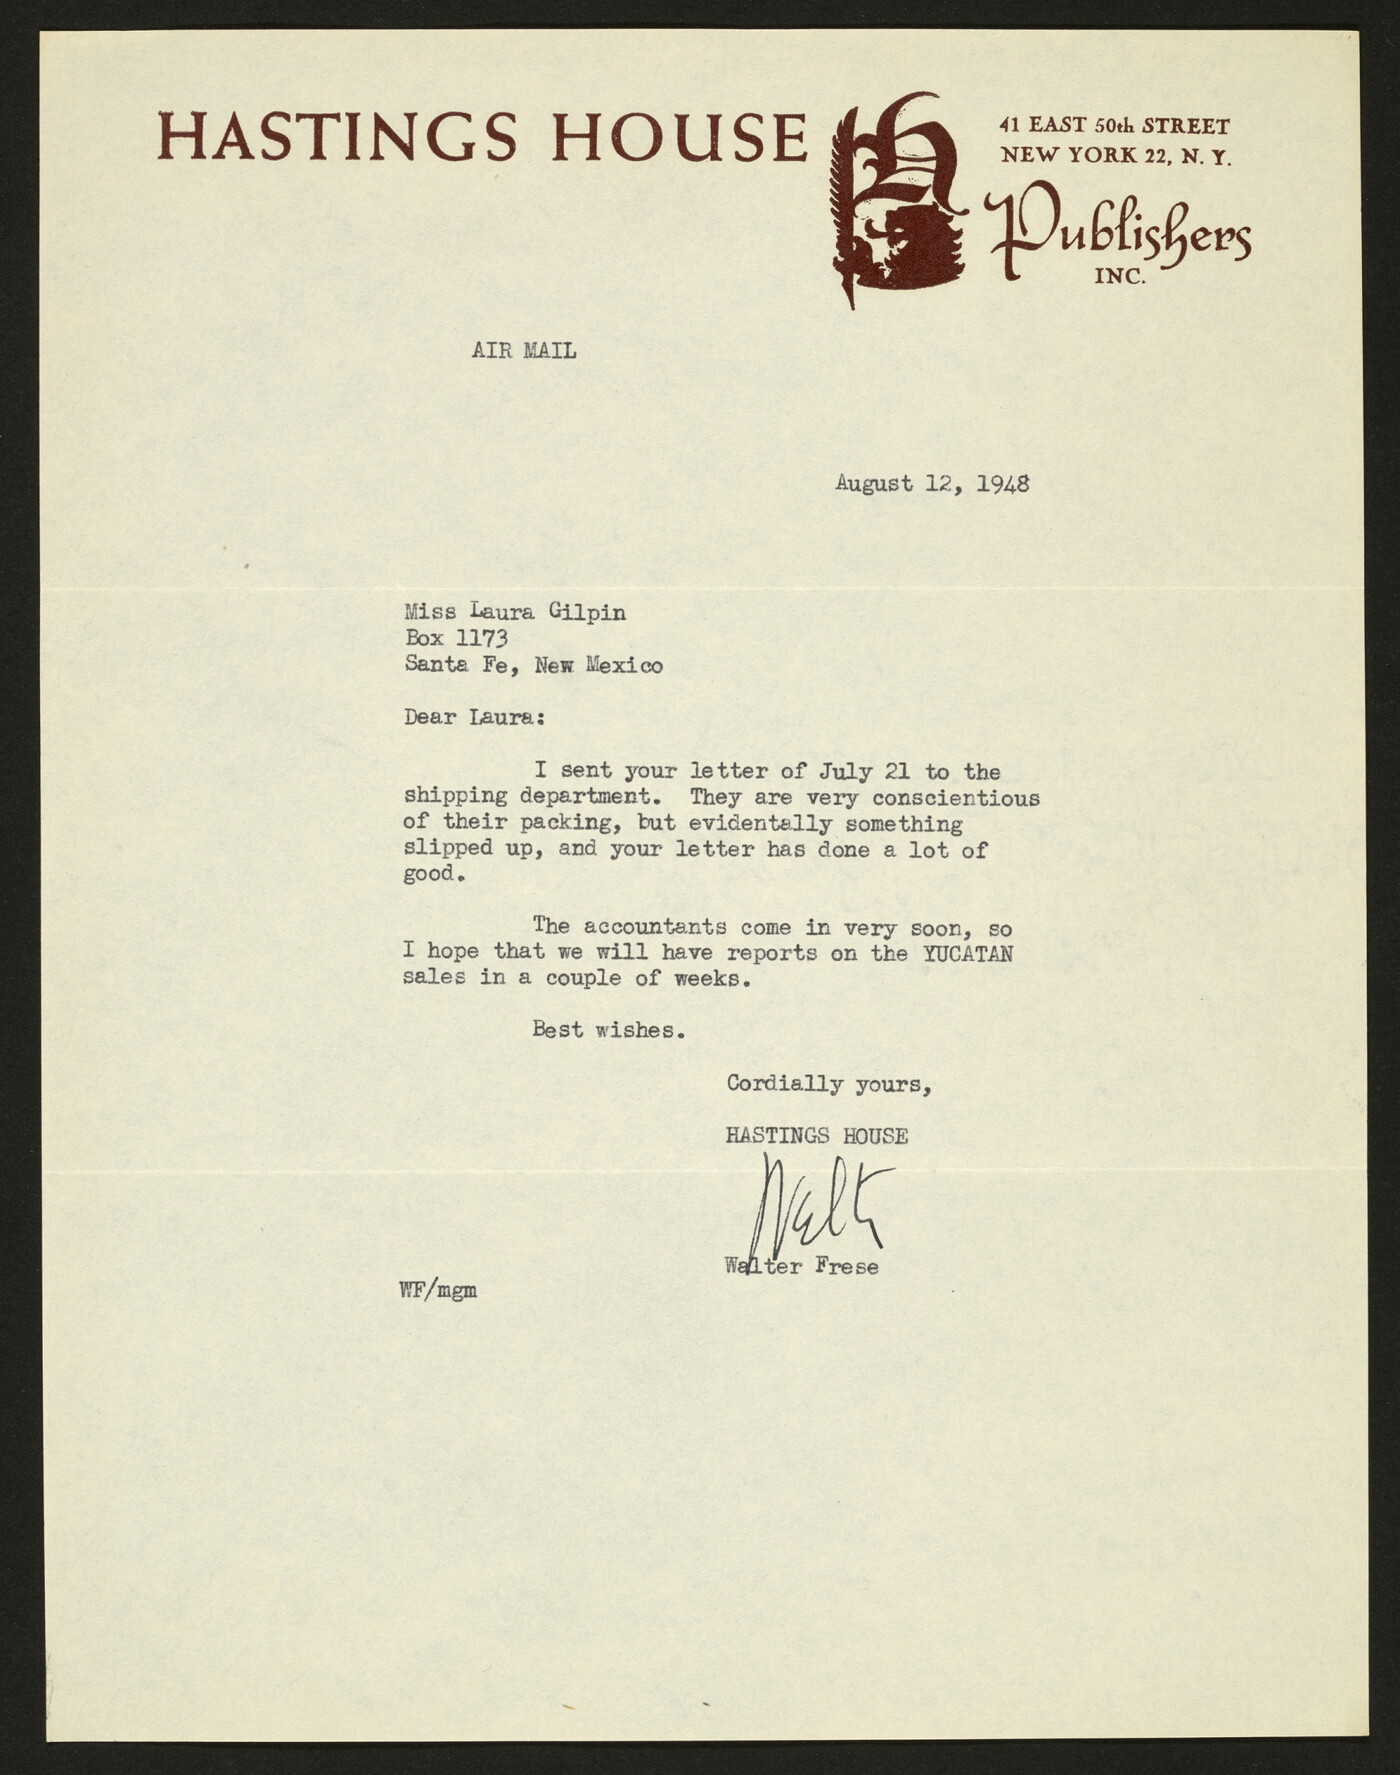 HASTINGS HOUSE
41 EAST 50th STREET
NEW YORK 22, N. Y.
Publishers
INC.
AIR MAIL
August 12, 1948
Miss Laura Gilpin
Box 1173
Santa Fe, New Mexico
Dear Laura:
I sent your letter of July 21 to the
shipping department. They are very conscientious
of their packing, but evidentally something
slipped up, and your letter has done a lot of
good.
The accountants come in very soon, so
I hope that we will have reports on the YUCATAN
sales in a couple of weeks.
Best wishes.
Cordially yours,
HASTINGS HOUSE
Walter
Walter Frese
WF/mgm